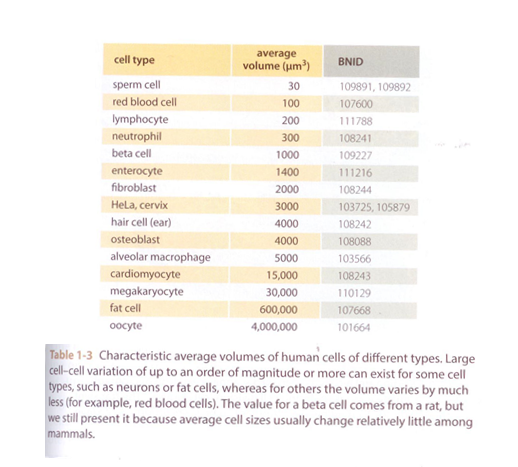 cell type average volume (μm³) BNID
sperm cell 30 109891, 109892
red blood cell 100 107600
lymphocyte 200 111788
neutrophil 300 108241
beta cell 1000 109227
enterocyte 1400 111216
fibroblast 2000 108244
HeLa, cervix 3000 103725, 105879
hair cell (ear) 4000 108242
osteoblast 4000 108088
alveolar macrophage 5000 103566
cardiomyocyte 15,000 108243
megakaryocyte 30,000 110129
fat cell 600,000 107668
oocyte 4,000,000 101664
Table 1-3 Characteristic average volumes of human cells of different types. Large
cell-cell variation of up to an order of magnitude or more can exist for some cell
types, such as neurons or fat cells, whereas for others the volume varies by much
less (for example, red blood cells). The value for a beta cell comes from a rat, but
we still present it because average cell sizes usually change relatively little among
mammals.